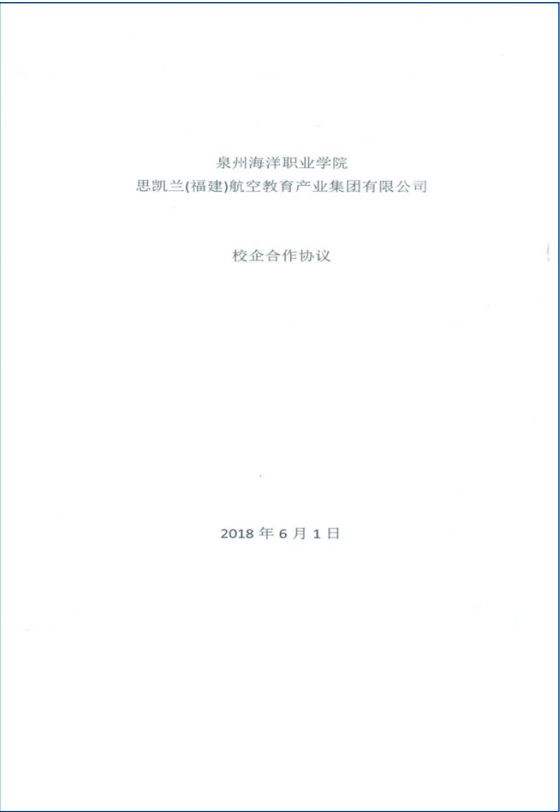 泉州海洋职业学院
思凯兰(福建)航空教育产业集团有限公司
校企合作协议
2018 年 6 月 1 日